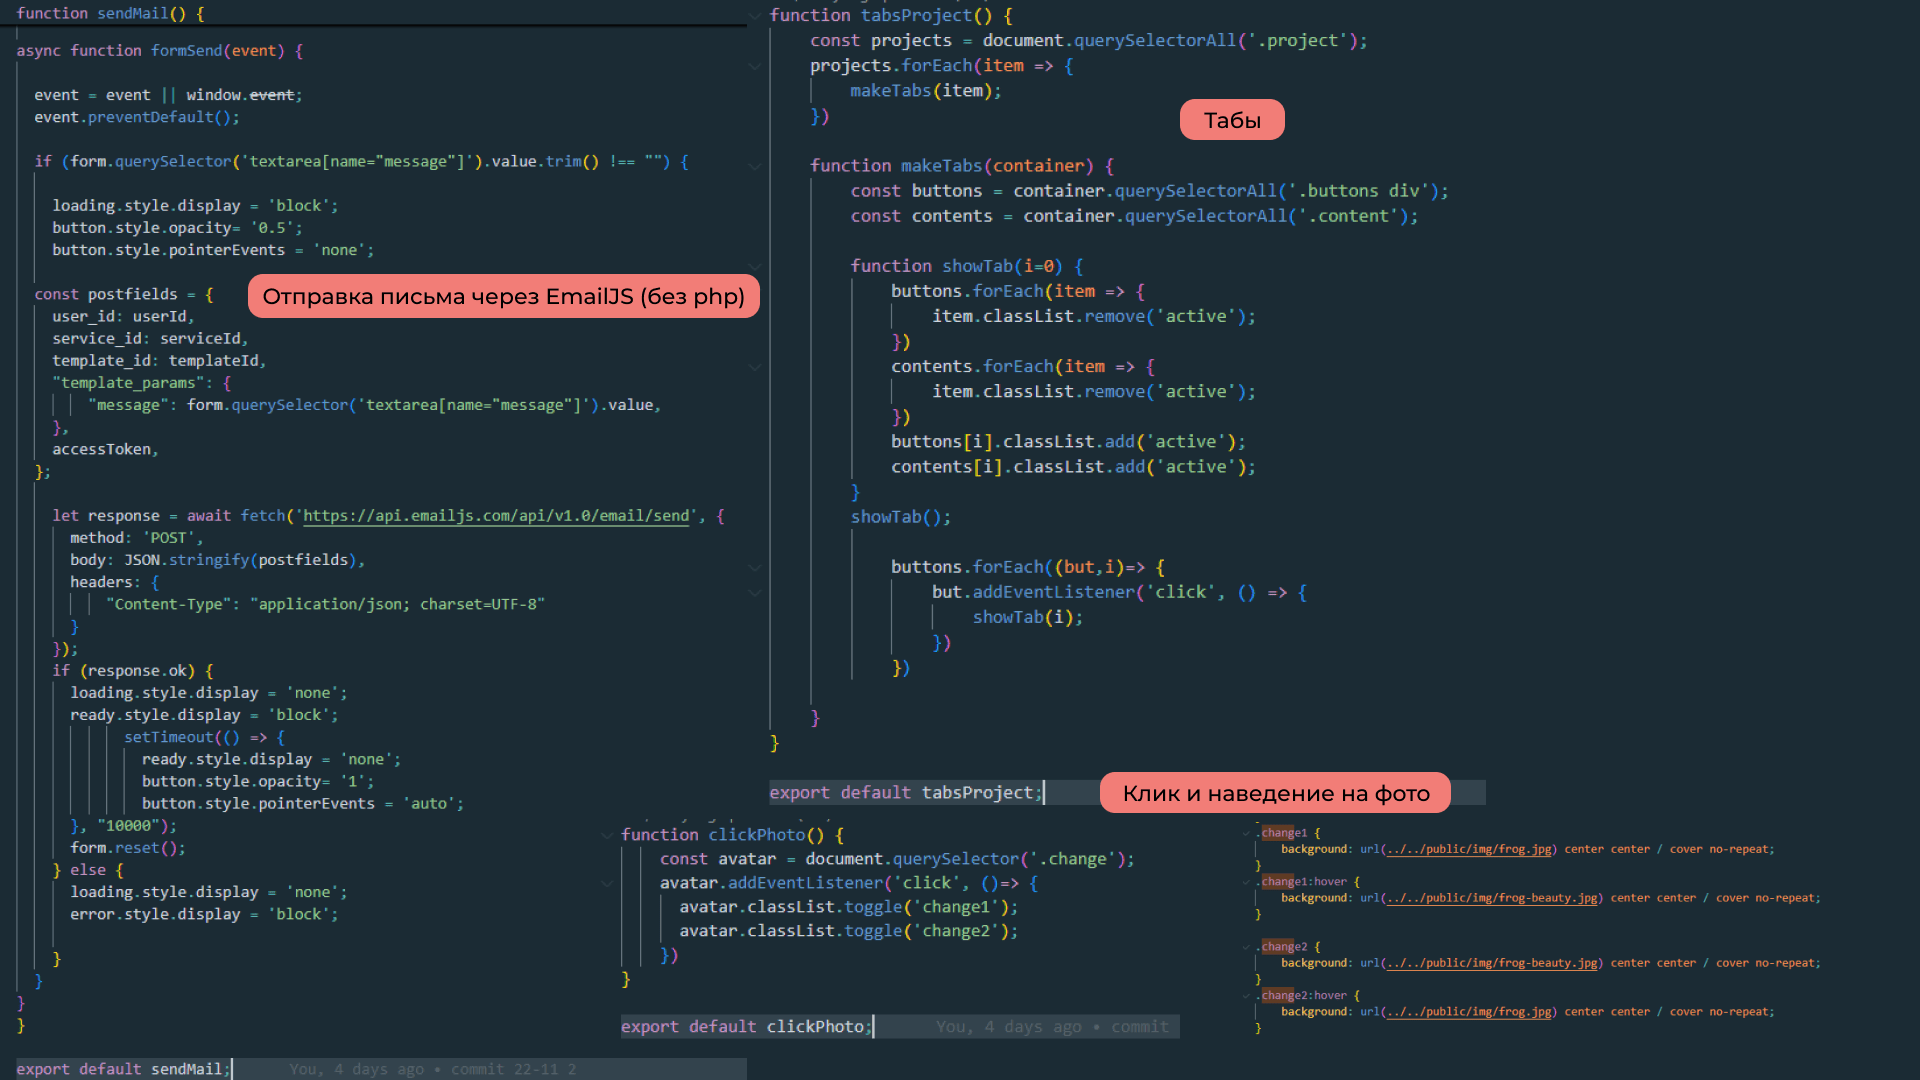 function sendMail() {
async function formSend(event) {
event = event || window.event;
event.preventDefault();
if (form.querySelector('textarea[name="message"]').value.trim() !== "") {
loading.style.display = 'block';
button.style.opacity= '0.5';
button.style.pointerEvents = 'none';
const postfields = {
Отправка письма через EmailJS (без php)
user_id: userId,
service_id: serviceId,
template_id: templateId,
"template_params": {
"message": form.querySelector('textarea[name="message"]').value,
},
accessToken,
};
let response = await fetch('https://api.emailjs.com/api/v1.0/email/send', {
method: 'POST',
body: JSON.stringify(postfields),
headers: {
"Content-Type": "application/json; charset=UTF-8"
}
});
if (response.ok) {
loading.style.display = 'none';
ready.style.display = 'block';
setTimeout(() => {
ready.style.display = 'none';
button.style.opacity= '1';
button.style.pointerEvents = 'auto';
}, "10000");
form.reset();
} else {
loading.style.display = 'none';
error.style.display = 'block';
}
}
}
}
export default sendMail;
You, 4 days ago • commit 22-11 2
function tabsProject() {
const projects = document.querySelectorAll('.project');
projects.forEach(item => {
makeTabs(item);
})
Табы
function makeTabs(container) {
const buttons = container.querySelectorAll('.buttons div');
const contents = container.querySelectorAll('.content');
function showTab(i=0) {
buttons.forEach(item => {
item.classList.remove('active');
})
contents.forEach(item => {
item.classList.remove('active');
})
buttons[i].classList.add('active');
contents[i].classList.add('active');
}
showTab();
buttons.forEach((but,i)=> {
but.addEventListener('click', () => {
showTab(i);
})
})
}
}
export default tabsProject;
Клик и наведение на фото
function clickPhoto() {
const avatar = document.querySelector('.change');
avatar.addEventListener('click', ()=> {
avatar.classList.toggle('change1');
avatar.classList.toggle('change2');
})
}
export default clickPhoto;
You, 4 days ago • commit
.change1 {
background: url(../../public/img/frog.jpg) center center / cover no-repeat;
}
.change1:hover {
background: url(../../public/img/frog-beauty.jpg) center center / cover no-repeat;
}
.change2 {
background: url(../../public/img/frog-beauty.jpg) center center / cover no-repeat;
}
.change2:hover {
background: url(../../public/img/frog.jpg) center center / cover no-repeat;
}